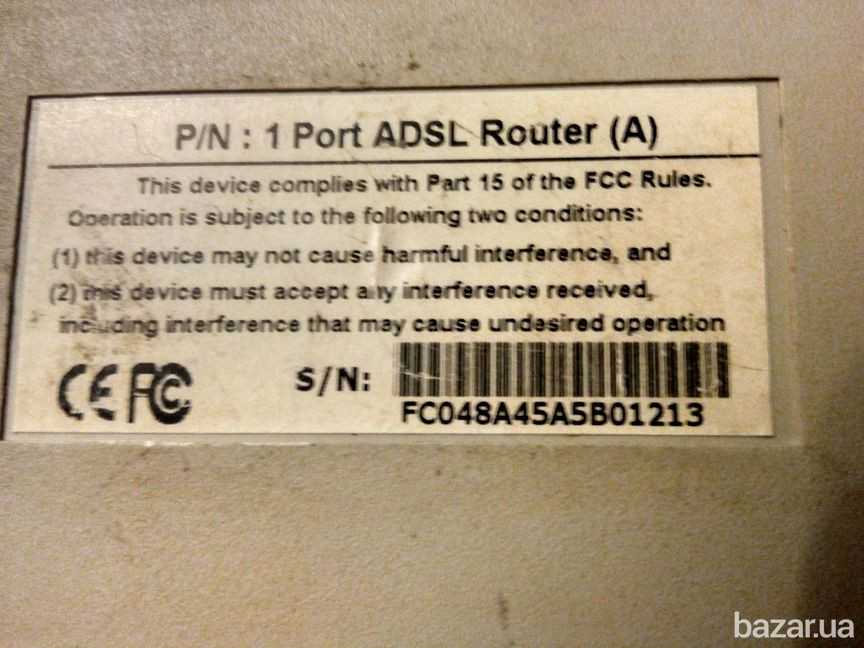 P/N : 1 Port ADSL Router (A)
This device complies with Part 15 of the FCC Rules.
Operation is subject to the following two conditions:
(1) this device may not cause harmful interference, and
(2) this device must accept any interference received,
including interference that may cause undesired operation
CE FC S/N:
FC048A45A5B01213
bazar.ua